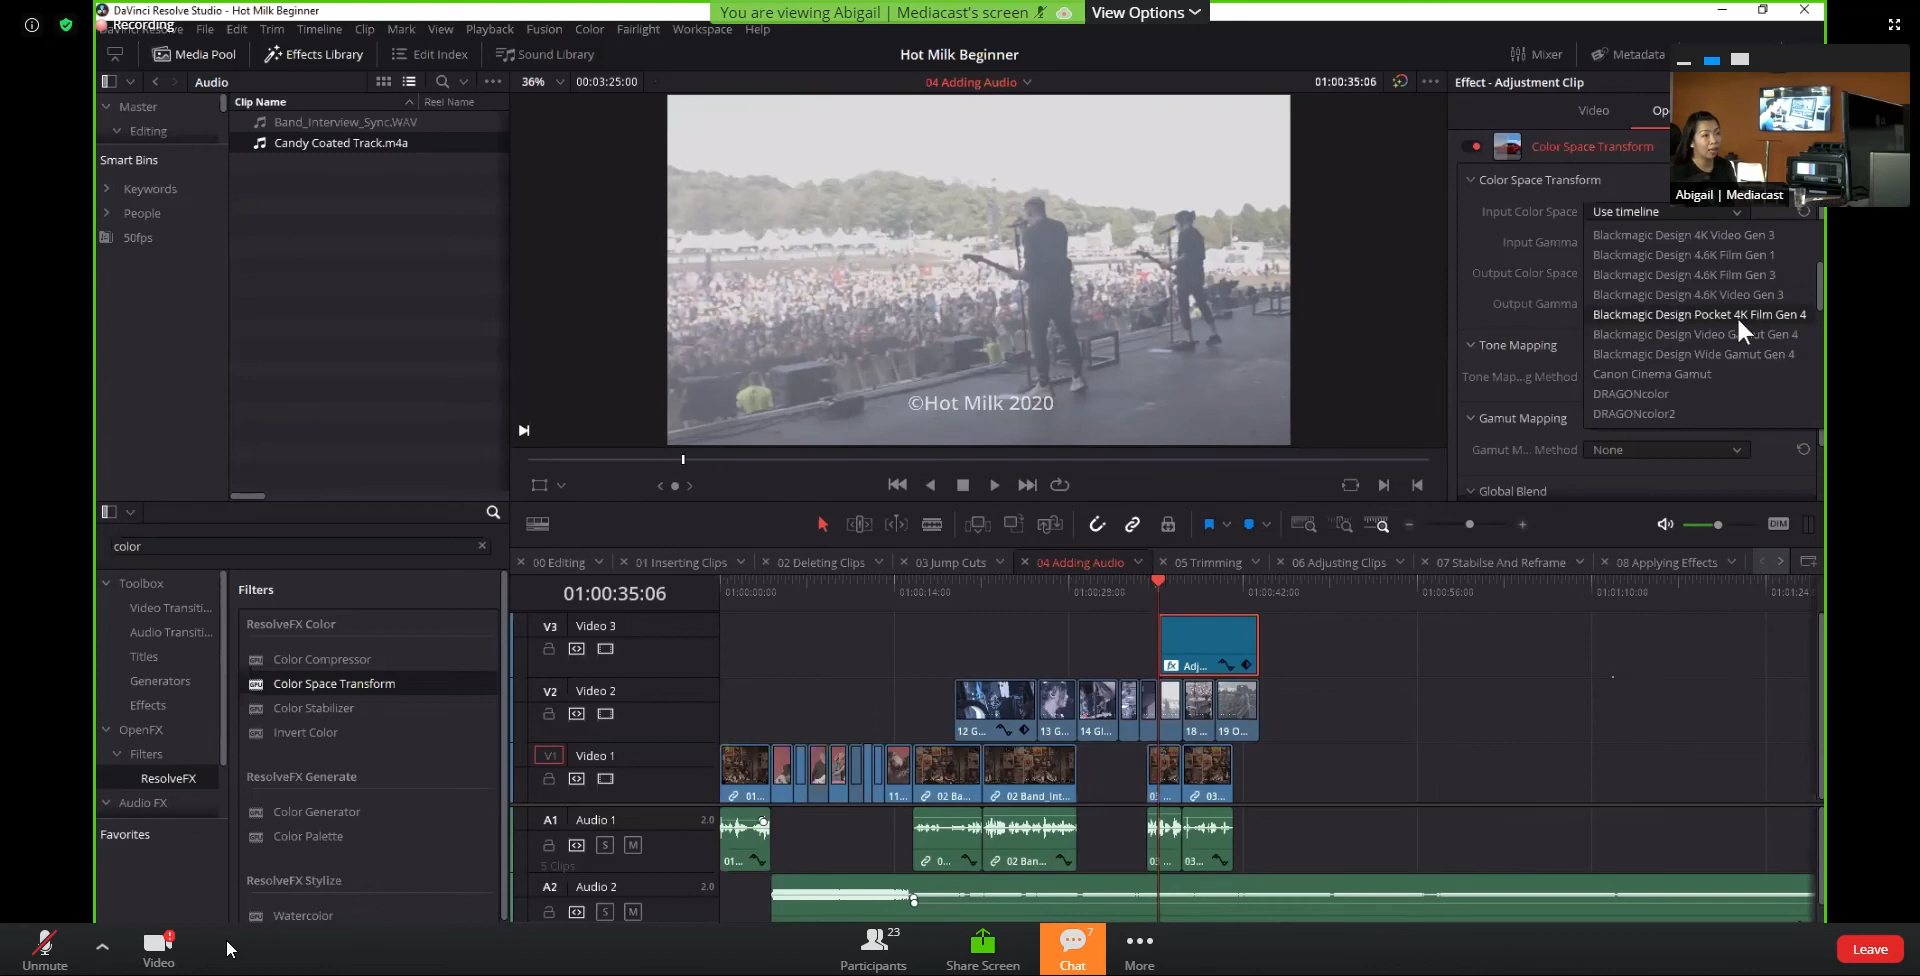 DaVinci Resolve Studio - Hot Milk Beginner
You are viewing Abigail | Mediacast's screen
View Options
Recording
DaVinci Resolve File Edit Trim Timeline Clip Mark View Playback Fusion Color Fairlight Workspace Help
Media Pool Effects Library Edit Index Sound Library
Hot Milk Beginner
Mixer Metadata
Audio
36% 00:03:25:00
04 Adding Audio
01:00:35:06
Effect - Adjustment Clip
Master
Editing
Smart Bins
Keywords
People
50fps
Clip Name Reel Name
Band_Interview_Sync.WAV
Candy Coated Track.m4a
©Hot Milk 2020
Video Op
Color Space Transform
Color Space Transform
Input Color Space Use timeline
Input Gamma
Output Color Space
Output Gamma
Tone Mapping
Tone Map...g Method
Gamut Mapping
Gamut M... Method None
Global Blend
Blackmagic Design 4K Video Gen 3
Blackmagic Design 4.6K Film Gen 1
Blackmagic Design 4.6K Film Gen 3
Blackmagic Design 4.6K Video Gen 3
Blackmagic Design Pocket 4K Film Gen 4
Blackmagic Design Video Gamut Gen 4
Blackmagic Design Wide Gamut Gen 4
Canon Cinema Gamut
DRAGONcolor
DRAGONcolor2
Abigail | Mediacast
DIM
color
Toolbox
Video Transiti...
Audio Transiti...
Titles
Generators
Effects
OpenFX
Filters
ResolveFX
Audio FX
Favorites
Filters
ResolveFX Color
Color Compressor
Color Space Transform
Color Stabilizer
Invert Color
ResolveFX Generate
Color Generator
Color Palette
ResolveFX Stylize
Watercolor
00 Editing 01 Inserting Clips 02 Deleting Clips 03 Jump Cuts 04 Adding Audio 05 Trimming 06 Adjusting Clips 07 Stabilse And Reframe 08 Applying Effects
01:00:35:06
01:00:00:00 01:00:14:00 01:00:28:00 01:00:42:00 01:00:56:00 01:01:10:00 01:01:24
V3 Video 3
fx Adj...
V2 Video 2
12 G... 13 G... 14 Gl... 18 ... 19 O...
V1 Video 1
01... 11... 02 Ba... 02 Band_Int... 03... 03...
A1 Audio 1 2.0
S M
5 Clips
01... 0... 02 Ban... 03... 03...
A2 Audio 2 2.0
S M
Unmute
Video
23
Participants
Share Screen
7
Chat
More
Leave